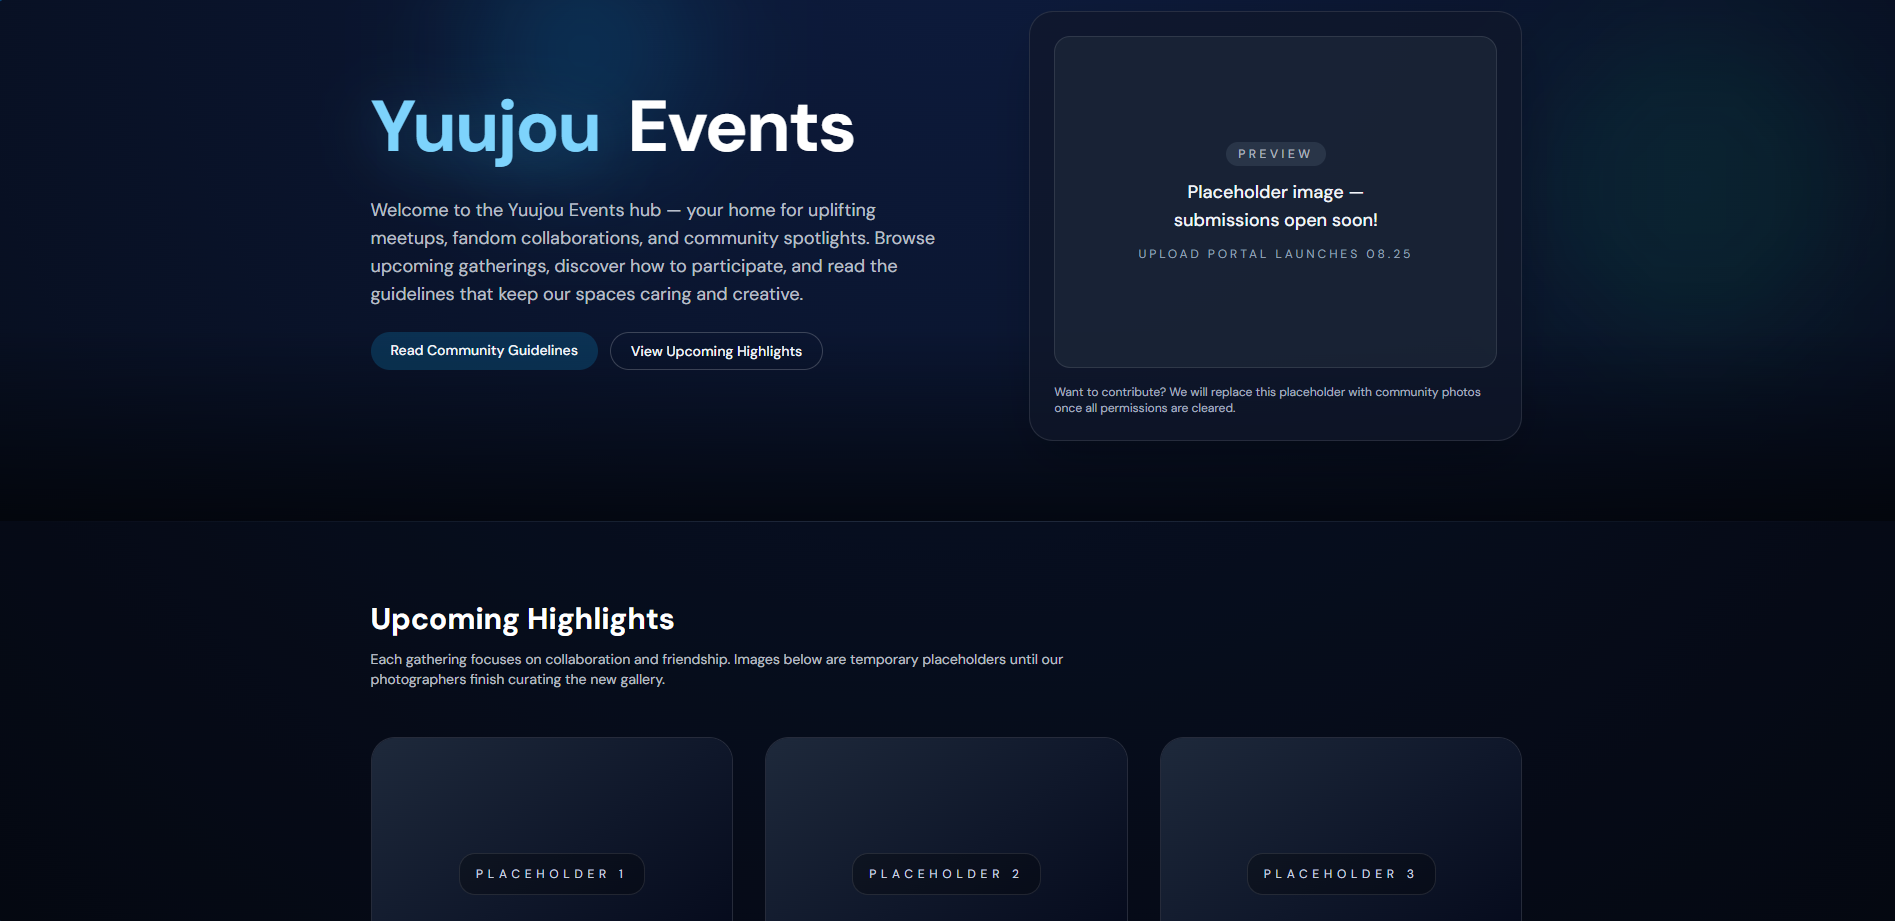 Yuujou Events
Welcome to the Yuujou Events hub — your home for uplifting
meetups, fandom collaborations, and community spotlights. Browse
upcoming gatherings, discover how to participate, and read the
guidelines that keep our spaces caring and creative.
Read Community Guidelines
View Upcoming Highlights
PREVIEW
Placeholder image —
submissions open soon!
UPLOAD PORTAL LAUNCHES 08.25
Want to contribute? We will replace this placeholder with community photos
once all permissions are cleared.
Upcoming Highlights
Each gathering focuses on collaboration and friendship. Images below are temporary placeholders until our
photographers finish curating the new gallery.
PLACEHOLDER 1
PLACEHOLDER 2
PLACEHOLDER 3